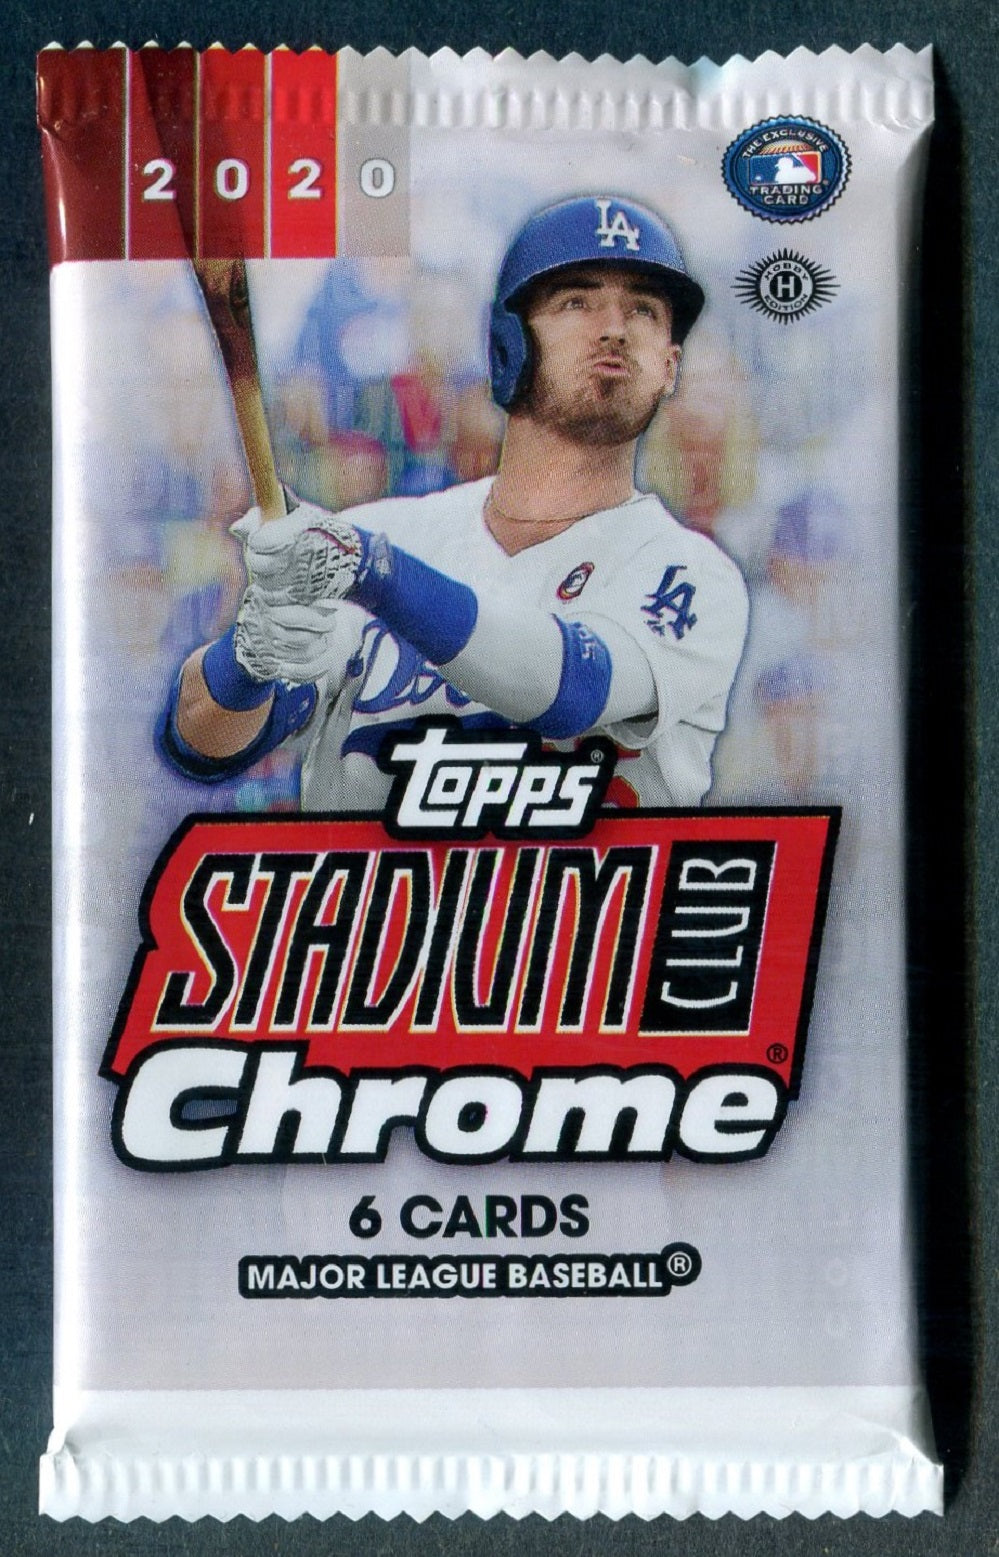 2020
THE EXCLUSIVE
TRADING
CARD
HOBBY
H
EDITION
LA
LA
Topps®
STADIUM CLUB®
Chrome
6 CARDS
MAJOR LEAGUE BASEBALL®